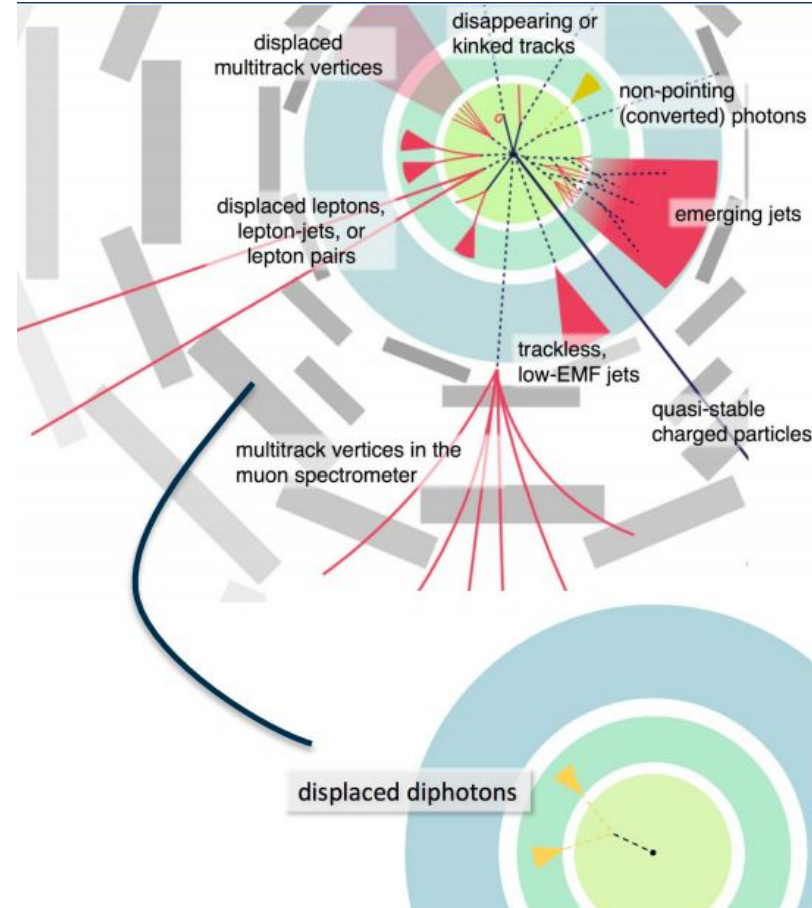 disappearing or
kinked tracks
displaced
multitrack vertices
non-pointing
(converted) photons
displaced leptons,
lepton-jets, or
lepton pairs
emerging jets
trackless,
low-EMF jets
quasi-stable
charged particles
multitrack vertices in the
muon spectrometer
displaced diphotons